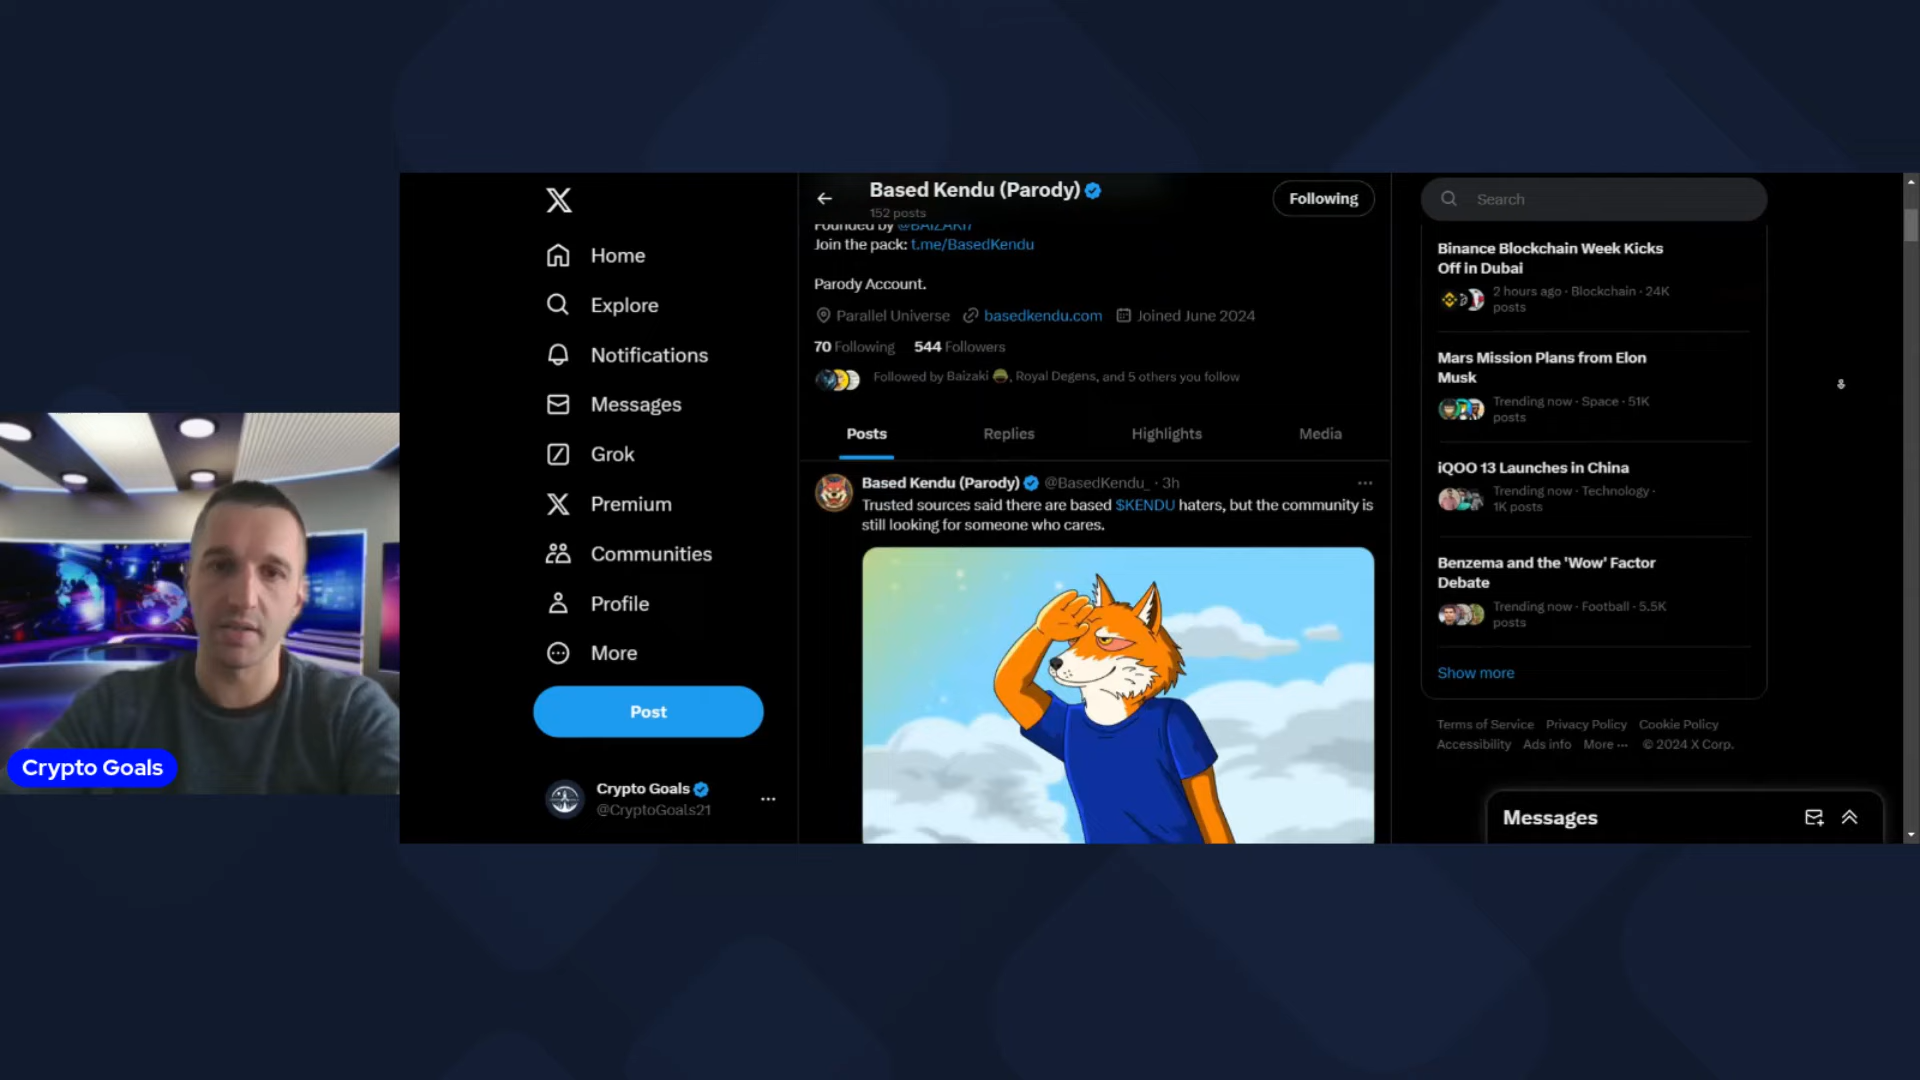 Crypto Goals
Home
Explore
Notifications
Messages
Grok
Premium
Communities
Profile
More
Post
Crypto Goals
@CryptoGoals21
Based Kendu (Parody)
152 posts
Following
Founded by @BAIZAKI7
Join the pack: t.me/BasedKendu
Parody Account.
Parallel Universe basedkendu.com Joined June 2024
70 Following 544 Followers
Followed by Baizaki, Royal Degens, and 5 others you follow
Posts Replies Highlights Media
Based Kendu (Parody) @BasedKendu_ · 3h
Trusted sources said there are based $KENDU haters, but the community is
still looking for someone who cares.
Search
Binance Blockchain Week Kicks
Off in Dubai
2 hours ago · Blockchain · 24K
posts
Mars Mission Plans from Elon
Musk
Trending now · Space · 51K
posts
iQOO 13 Launches in China
Trending now · Technology ·
1K posts
Benzema and the 'Wow' Factor
Debate
Trending now · Football · 5.5K
posts
Show more
Terms of Service Privacy Policy Cookie Policy
Accessibility Ads info More ··· © 2024 X Corp.
Messages